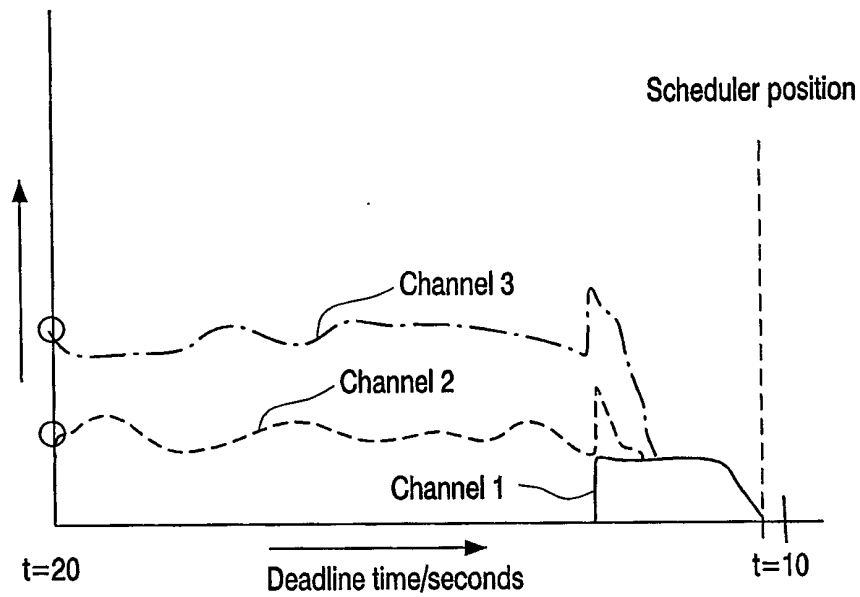 Scheduler position
Channel 3
Channel 2
Channel 1
t=20
t=10
Deadline time/seconds